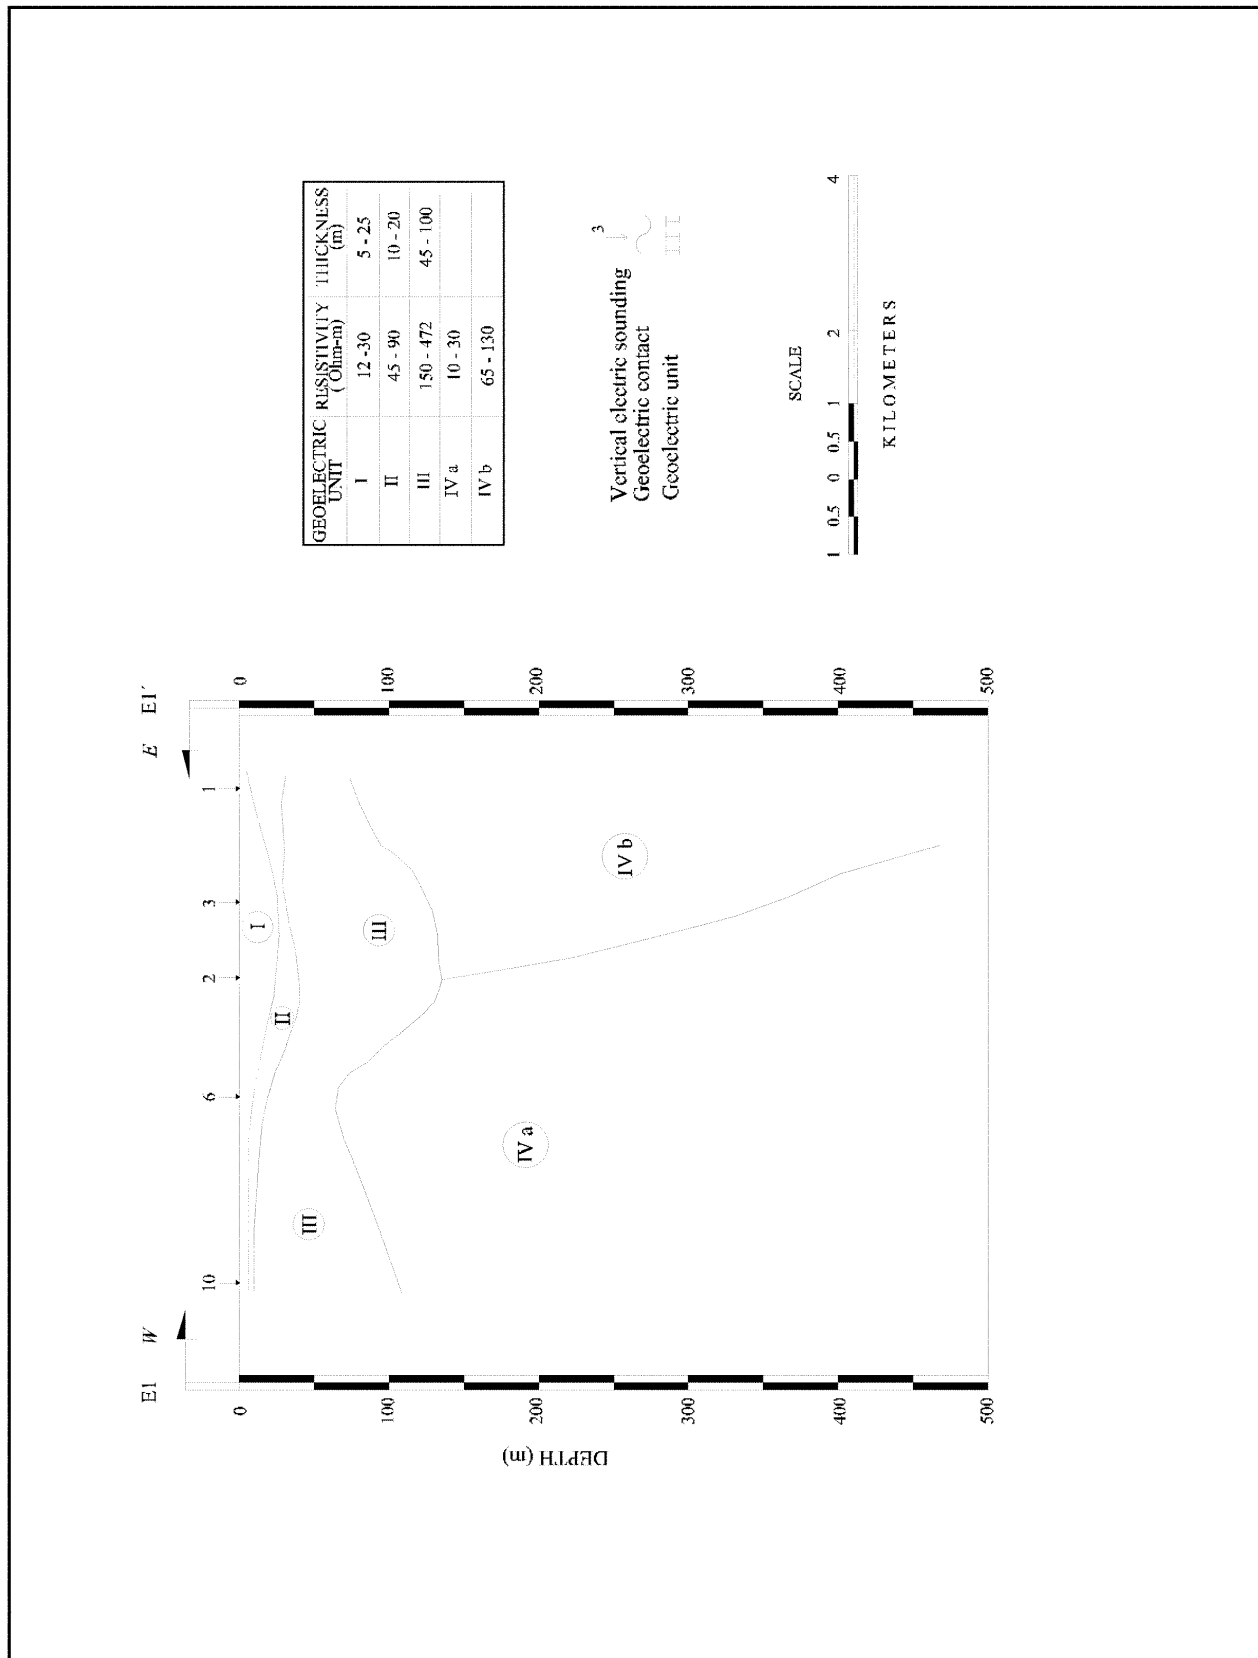 E1 W
E E1´
10 6 2 3 1
0
100
200
300
400
500
DEPTH (m)
0
100
200
300
400
500
I
II
III
III
IV a
IV b
GEOELECTRIC UNIT RESISTIVITY ( Ohm-m) THICKNESS (m)
I 12 -30 5 - 25
II 45 - 90 10 - 20
III 150 - 472 45 - 100
IV a 10 - 30
IV b 65 - 130
Vertical electric sounding 3
Geoelectric contact
Geoelectric unit III
SCALE
1 0.5 0 0.5 1 2 4
KILOMETERS